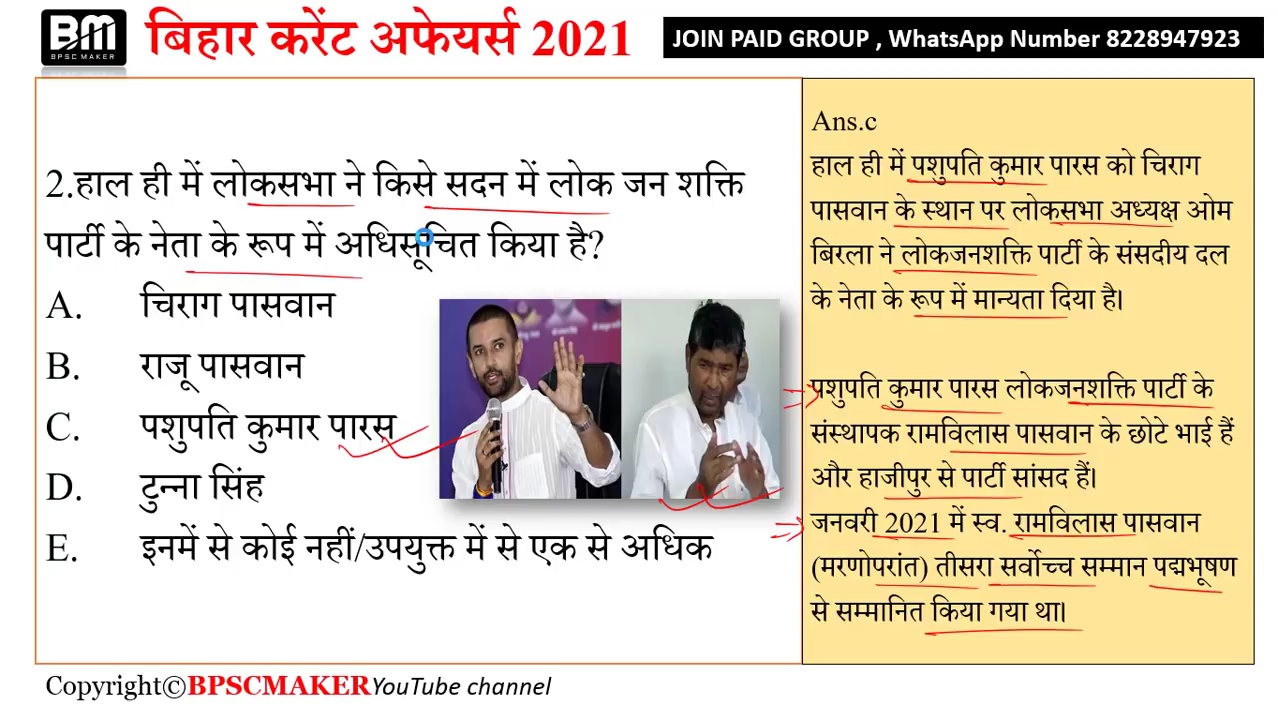 BM
BPSC MAKER
बिहार करेंट अफेयर्स 2021
JOIN PAID GROUP , WhatsApp Number 8228947923
2.हाल ही में लोकसभा ने किसे सदन में लोक जन शक्ति
पार्टी के नेता के रूप में अधिसूचित किया है?
A. चिराग पासवान
B. राजू पासवान
C. पशुपति कुमार पारस
D. टुन्ना सिंह
E. इनमें से कोई नहीं/उपयुक्त में से एक से अधिक
Ans.c
हाल ही में पशुपति कुमार पारस को चिराग
पासवान के स्थान पर लोकसभा अध्यक्ष ओम
बिरला ने लोकजनशक्ति पार्टी के संसदीय दल
के नेता के रूप में मान्यता दिया है।
पशुपति कुमार पारस लोकजनशक्ति पार्टी के
संस्थापक रामविलास पासवान के छोटे भाई हैं
और हाजीपुर से पार्टी सांसद हैं।
जनवरी 2021 में स्व. रामविलास पासवान
(मरणोपरांत) तीसरा सर्वोच्च सम्मान पद्मभूषण
से सम्मानित किया गया था।
Copyright©BPSCMAKERYouTube channel